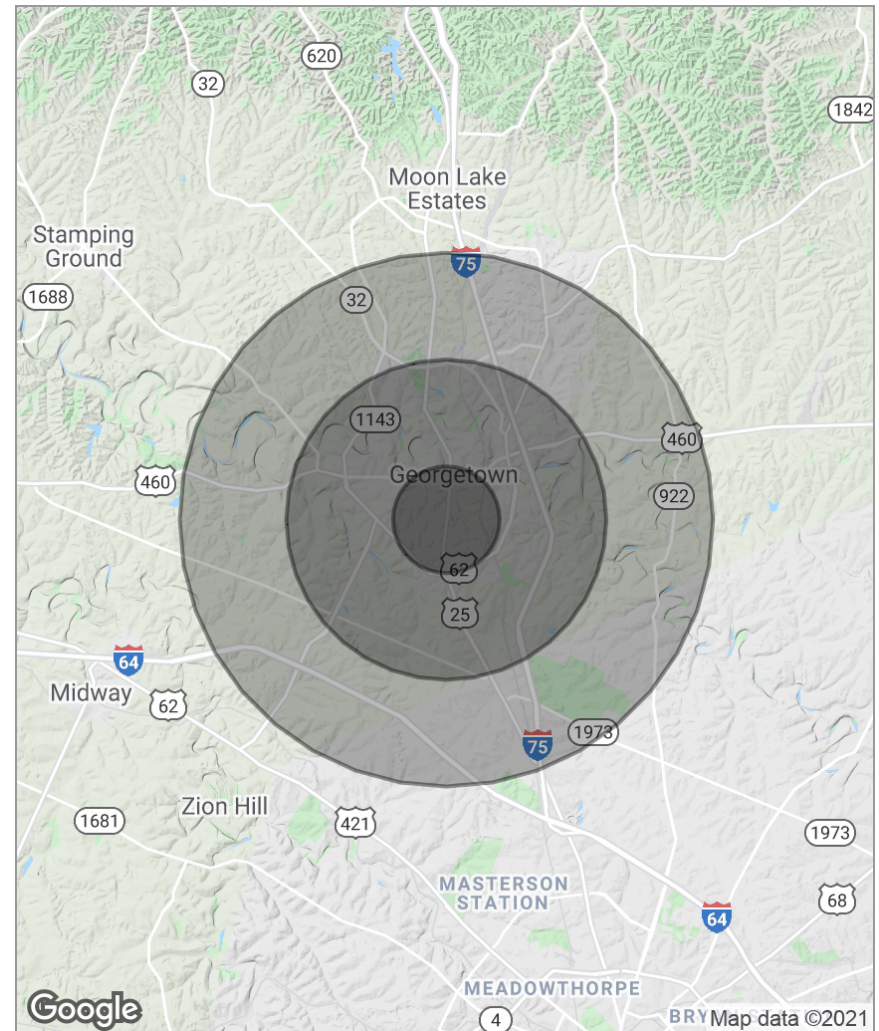 620
32
1842
Moon Lake
Estates
Stamping
Ground
75
1688
32
1143
460
Georgetown
460
922
62
25
64
Midway
62
1973
75
Zion Hill
1681
421
1973
MASTERSON
STATION
68
64
MEADOWTHORPE
4
Google
Map data ©2021